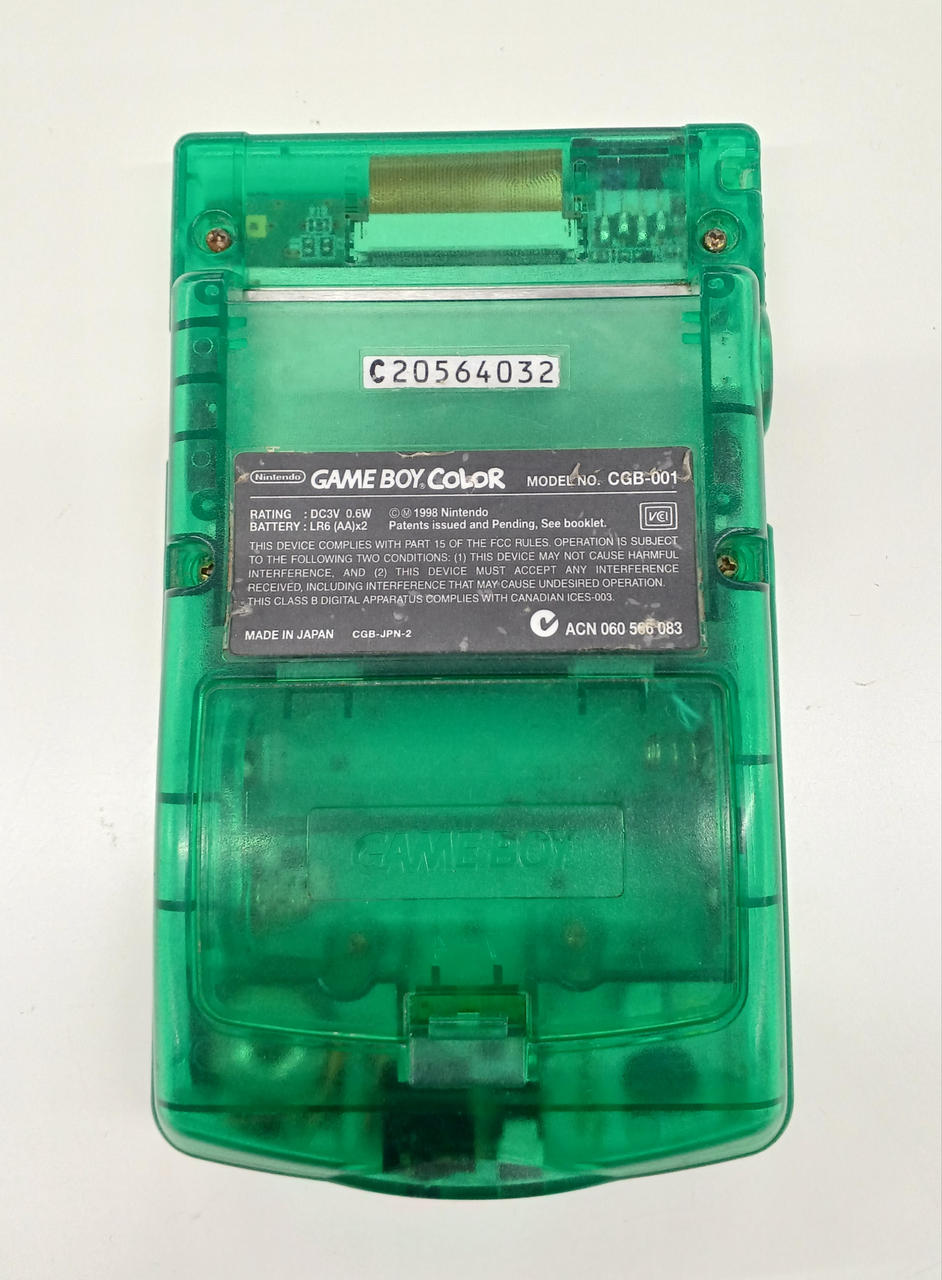 C20564032
Nintendo GAME BOY COLOR MODEL NO. CGB-001
RATING : DC3V 0.6W ©Ⓜ 1998 Nintendo
BATTERY : LR6 (AA)x2 Patents issued and Pending, See booklet.
VCI
THIS DEVICE COMPLIES WITH PART 15 OF THE FCC RULES. OPERATION IS SUBJECT
TO THE FOLLOWING TWO CONDITIONS: (1) THIS DEVICE MAY NOT CAUSE HARMFUL
INTERFERENCE, AND (2) THIS DEVICE MUST ACCEPT ANY INTERFERENCE
RECEIVED, INCLUDING INTERFERENCE THAT MAY CAUSE UNDESIRED OPERATION.
THIS CLASS B DIGITAL APPARATUS COMPLIES WITH CANADIAN ICES-003.
MADE IN JAPAN CGB-JPN-2 ACN 060 566 083
GAME BOY